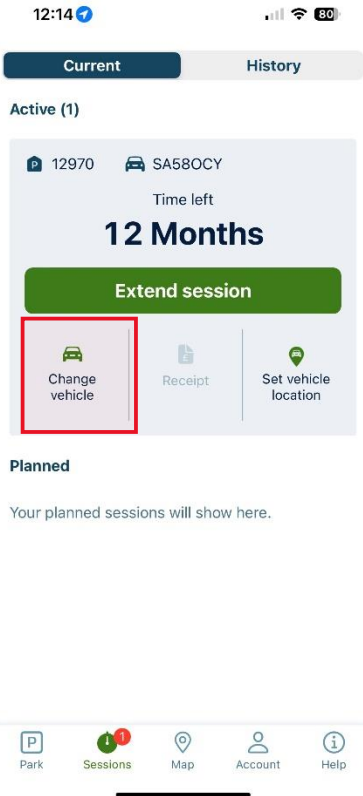 12:14
80
Current
History
Active (1)
P 12970
SA58OCY
Time left
12 Months
Extend session
Change
vehicle
Receipt
Set vehicle
location
Planned
Your planned sessions will show here.
P
1
Park
Sessions
Map
Account
Help